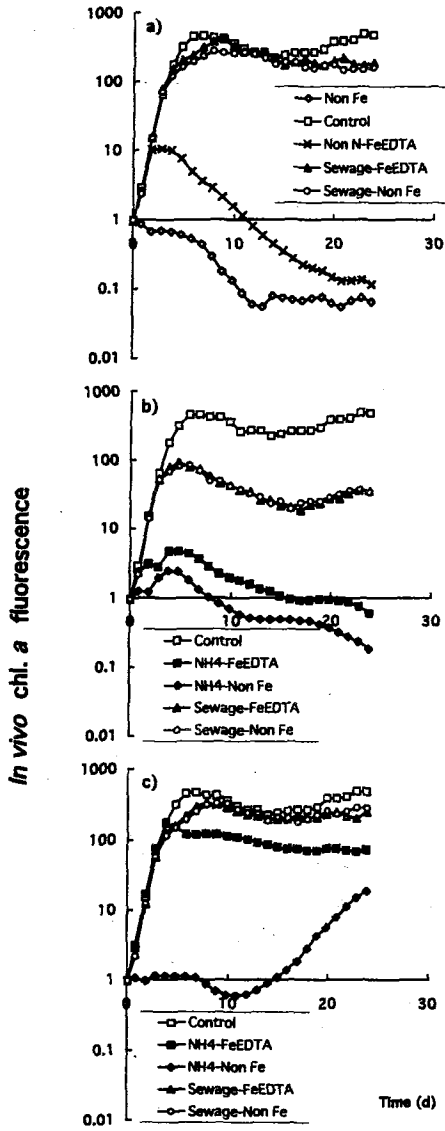 In vivo chl. a fluorescence
a)
1000
100
10
1
0.1
0.01
0
10
20
30
Non Fe
Control
Non N-FeEDTA
Sewage-FeEDTA
Sewage-Non Fe
b)
1000
100
10
1
0.1
0.01
0
10
20
30
Control
NH4-FeEDTA
NH4-Non Fe
Sewage-FeEDTA
Sewage-Non Fe
c)
1000
100
10
1
0.1
0.01
0
10
20
30
Control
NH4-FeEDTA
NH4-Non Fe
Sewage-FeEDTA
Sewage-Non Fe
Time (d)